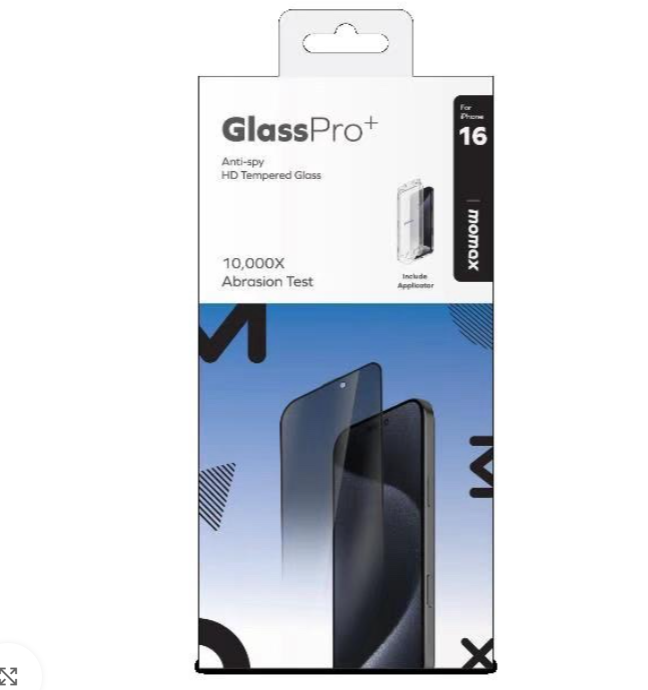 GlassPro+
Anti-spy
HD Tempered Glass
For
iPhone
16
momax
Include
Applicator
10,000X
Abrasion Test
M
M
X